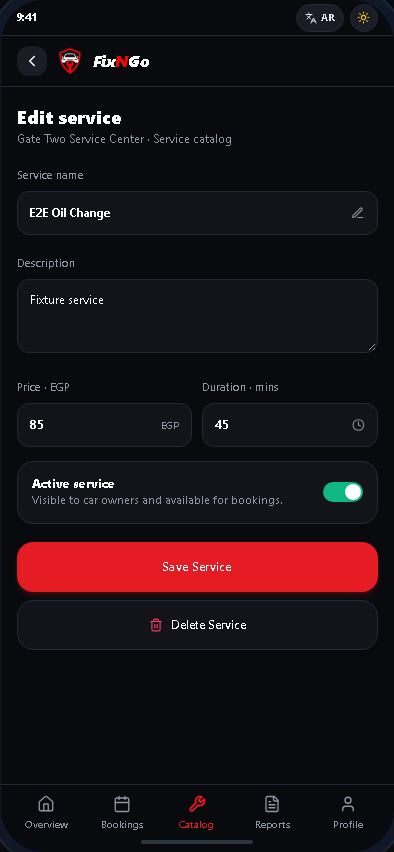 9:41
AR
FixNGo
Edit service
Gate Two Service Center · Service catalog
Service name
E2E Oil Change
Description
Fixture service
Price · EGP
Duration · mins
85 EGP
45
Active service
Visible to car owners and available for bookings.
Save Service
Delete Service
Overview
Bookings
Catalog
Reports
Profile